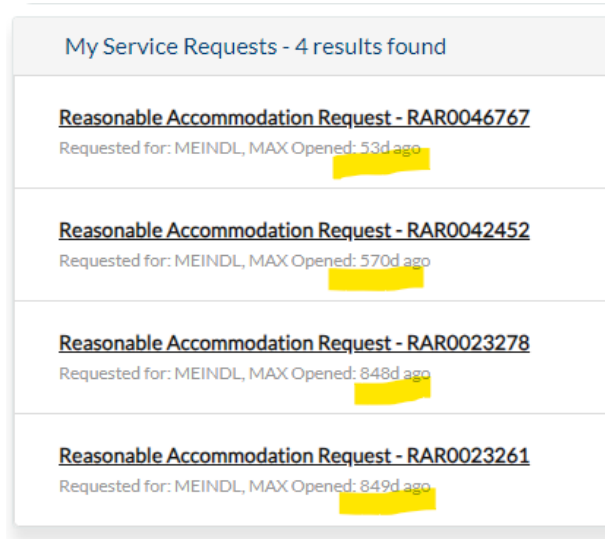 My Service Requests - 4 results found
Reasonable Accommodation Request - RAR0046767
Requested for: MEINDL, MAX Opened: 53d ago
Reasonable Accommodation Request - RAR0042452
Requested for: MEINDL, MAX Opened: 570d ago
Reasonable Accommodation Request - RAR0023278
Requested for: MEINDL, MAX Opened: 848d ago
Reasonable Accommodation Request - RAR0023261
Requested for: MEINDL, MAX Opened: 849d ago